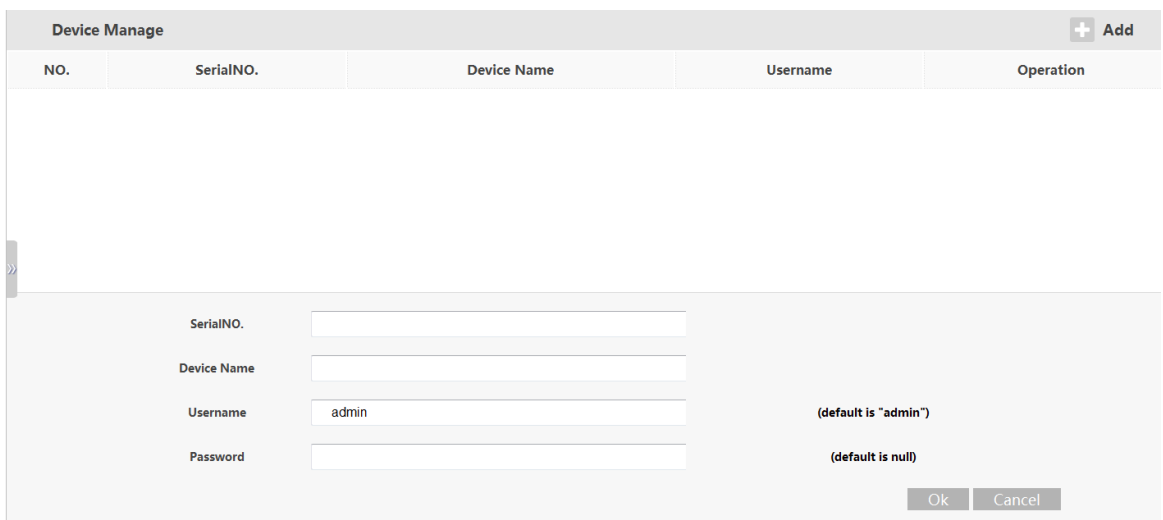 Device Manage Add
NO. SerialNO. Device Name Username Operation
SerialNO.
Device Name
Username admin (default is "admin")
Password (default is null)
Ok Cancel